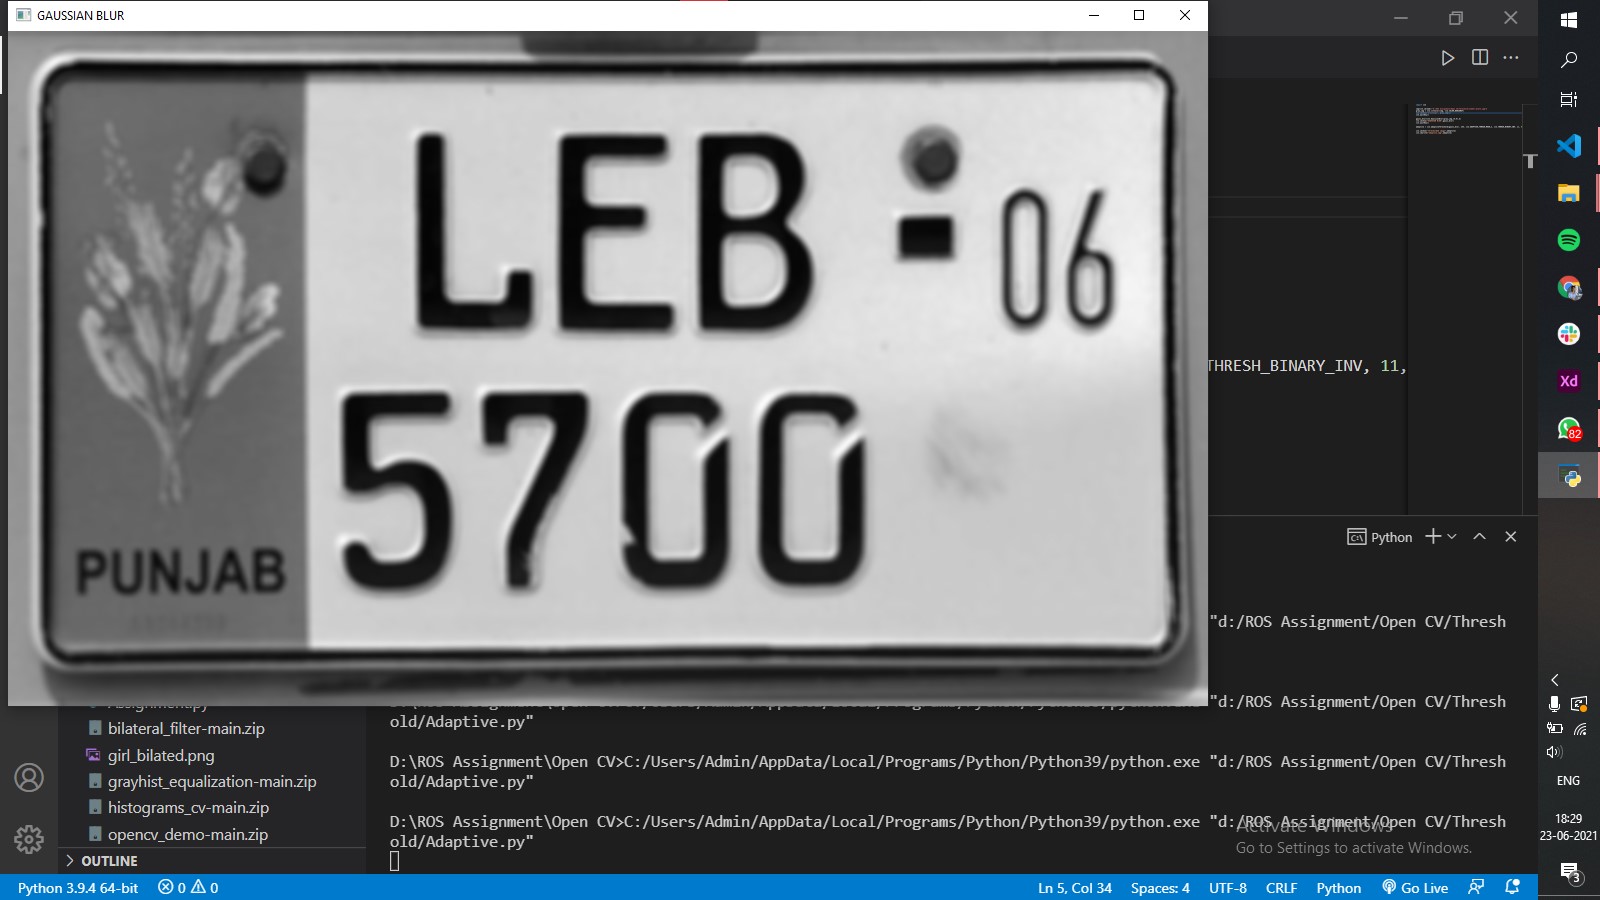 GAUSSIAN BLUR
LEB - 06
5700
PUNJAB
THRESH_BINARY_INV, 11,
Python
"d:/ROS Assignment/Open CV/Thresh
"d:/ROS Assignment/Open CV/Thresh
old/Adaptive.py"
D:\ROS Assignment\Open CV>C:/Users/Admin/AppData/Local/Programs/Python/Python39/python.exe "d:/ROS Assignment/Open CV/Thresh
old/Adaptive.py"
D:\ROS Assignment\Open CV>C:/Users/Admin/AppData/Local/Programs/Python/Python39/python.exe "d:/ROS Assignment/Open CV/Thresh
old/Adaptive.py"
bilateral_filter-main.zip
girl_bilated.png
grayhist_equalization-main.zip
histograms_cv-main.zip
opencv_demo-main.zip
OUTLINE
Activate Windows
Go to Settings to activate Windows.
Python 3.9.4 64-bit
0 0
Ln 5, Col 34
Spaces: 4
UTF-8
CRLF
Python
Go Live
Xd
82
ENG
18:29
23-06-2021
3